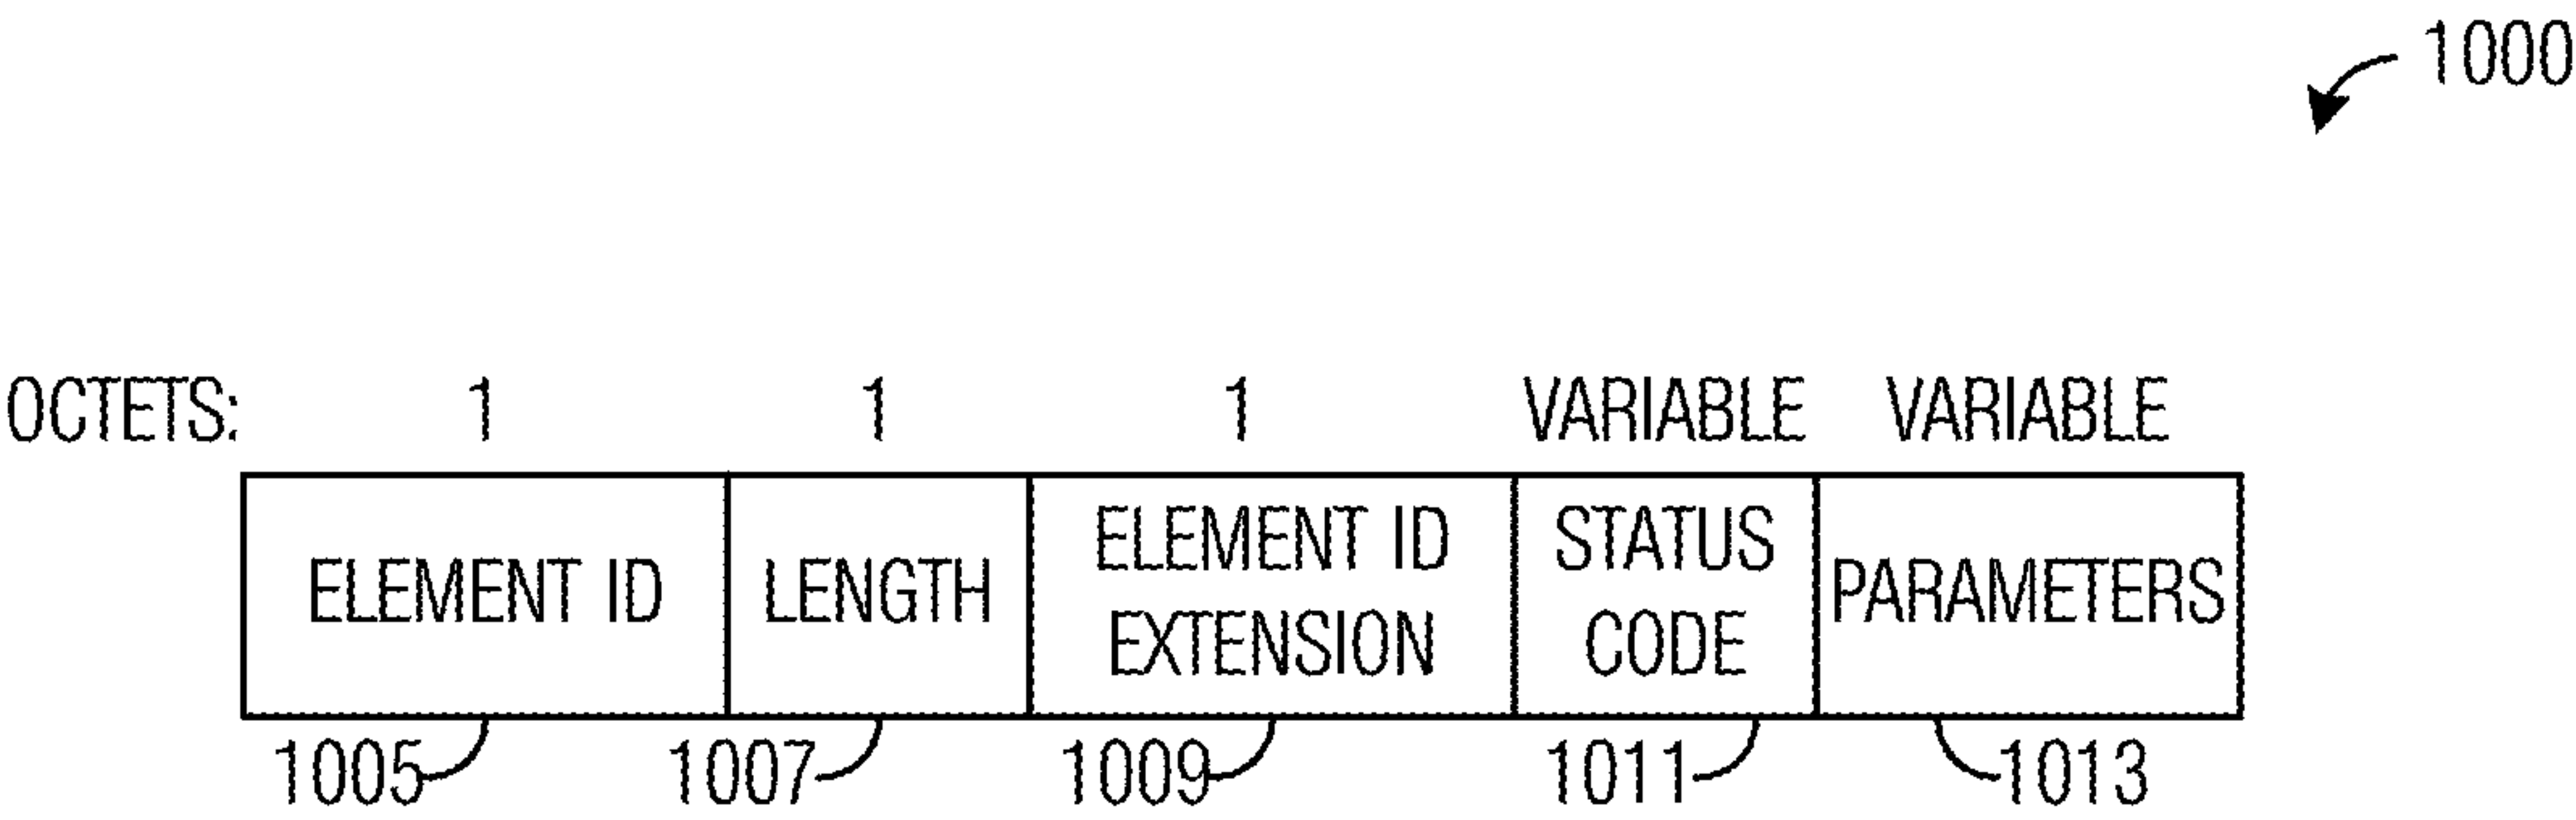 1000
OCTETS: 1 1 1 VARIABLE VARIABLE
ELEMENT ID LENGTH ELEMENT ID EXTENSION STATUS CODE PARAMETERS
1005 1007 1009 1011 1013